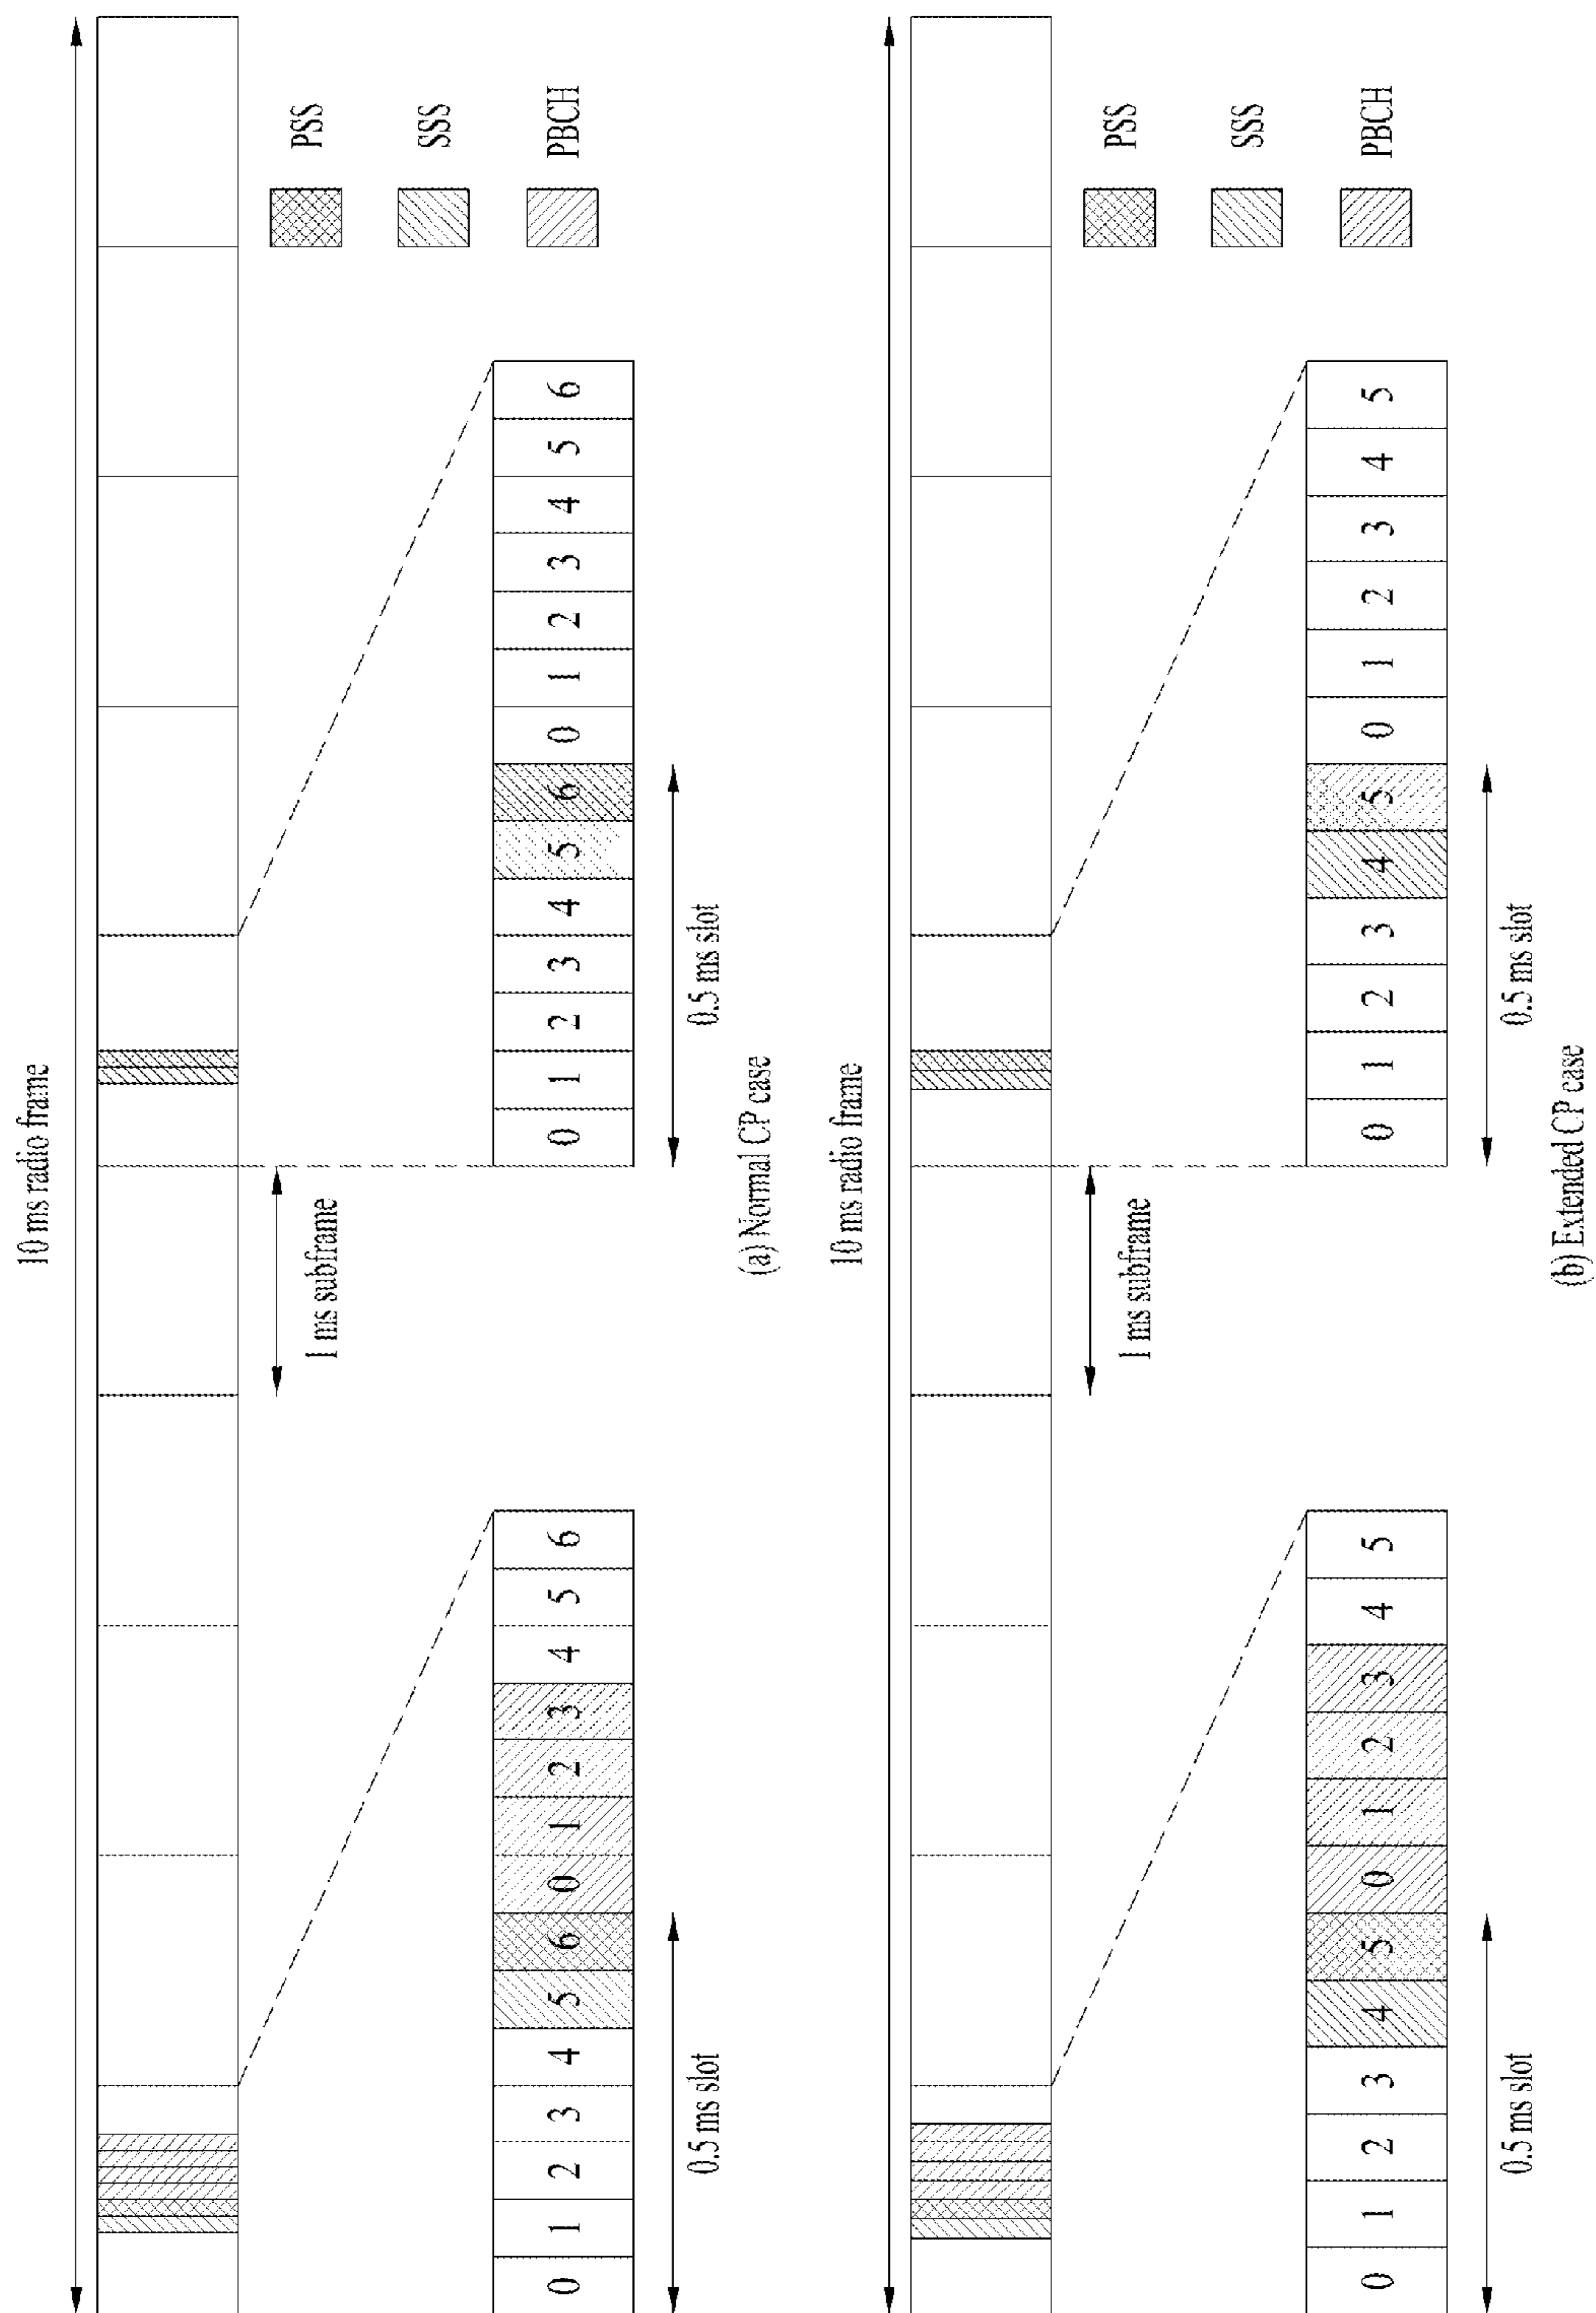 10 ms radio frame
1 ms subframe
PSS
SSS
PBCH
0 1 2 3 4 5 6 0 1 2 3 4 5 6
0 1 2 3 4 5 6 0 1 2 3 4 5 6
0.5 ms slot
0.5 ms slot
(a) Normal CP case
10 ms radio frame
1 ms subframe
PSS
SSS
PBCH
0 1 2 3 4 5 0 1 2 3 4 5
0 1 2 3 4 5 0 1 2 3 4 5
0.5 ms slot
0.5 ms slot
(b) Extended CP case